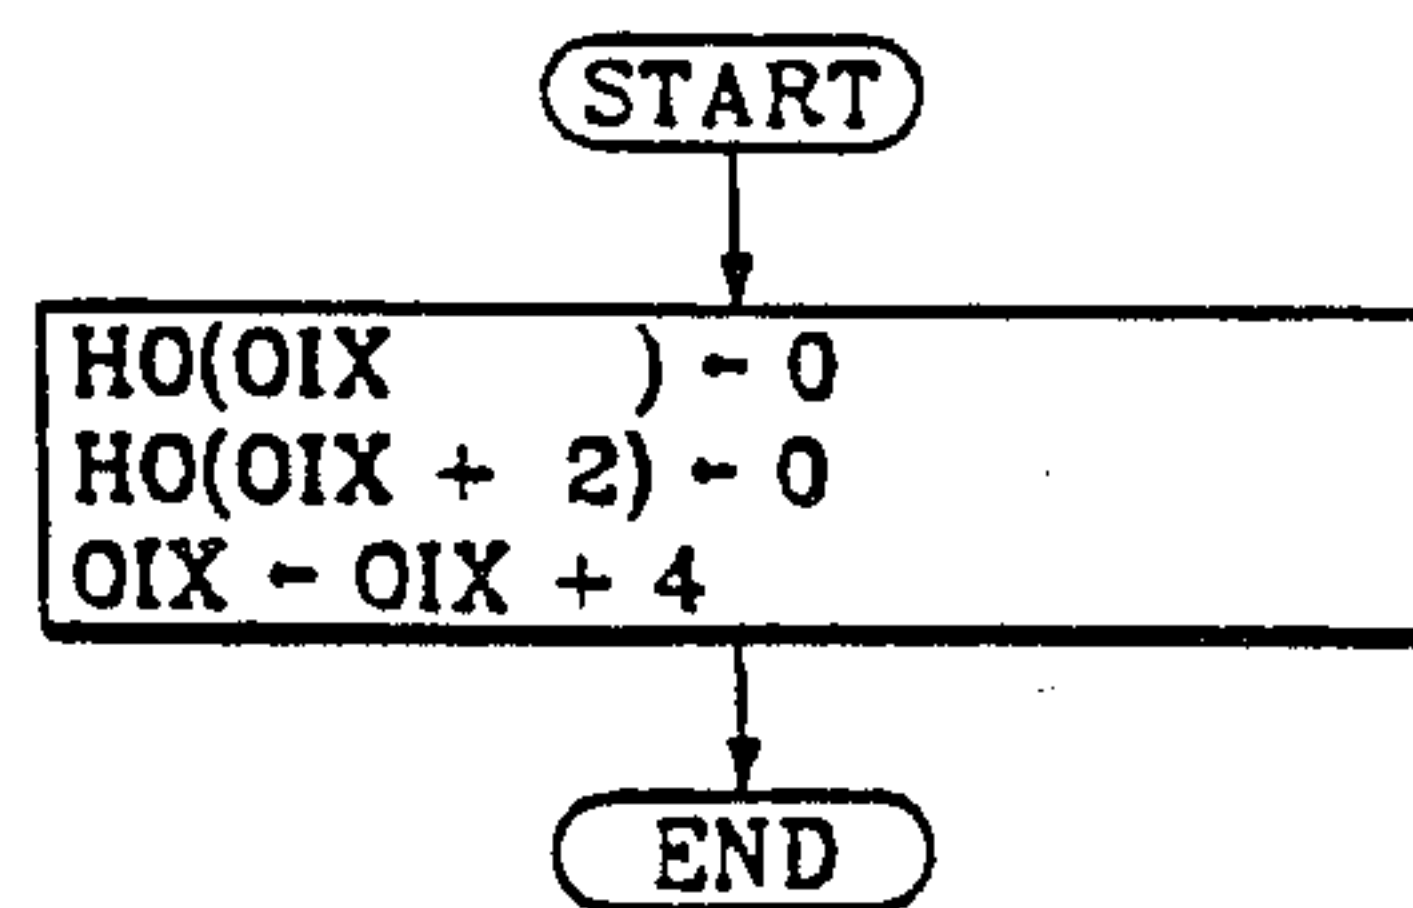 START
HO(OIX ) ← 0
HO(OIX + 2) ← 0
OIX ← OIX + 4
END